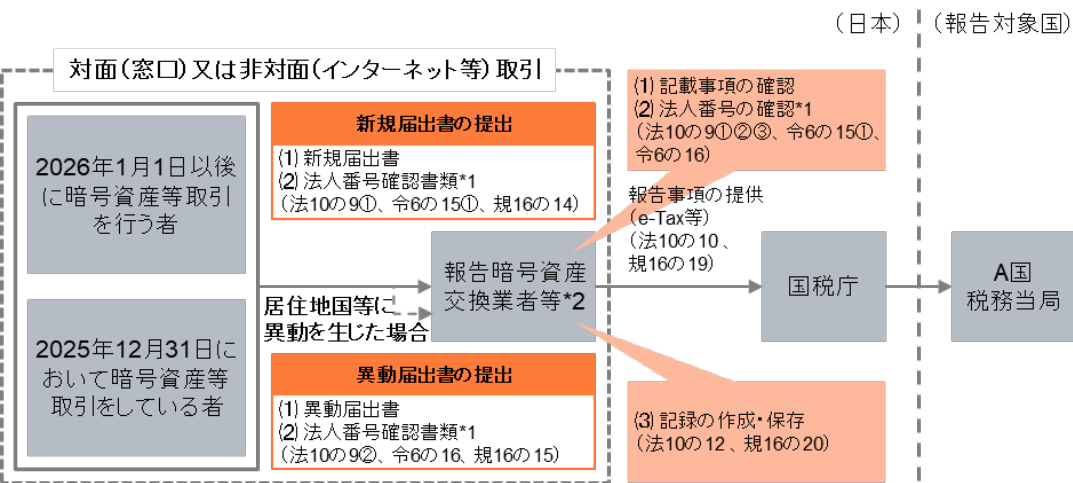 (日本)
(報告対象国)
対面(窓口)又は非対面(インターネット等)取引
2026年1月1日以後
に暗号資産等取引
を行う者
2025年12月31日に
おいて暗号資産等
取引をしている者
新規届出書の提出
(1) 新規届出書
(2) 法人番号確認書類*1
(法10の9①、令6の15①、規16の14)
居住地国等に
異動を生じた場合
異動届出書の提出
(1) 異動届出書
(2) 法人番号確認書類*1
(法10の9②、令6の16、規16の15)
報告暗号資産
交換業者等*2
(1) 記載事項の確認
(2) 法人番号の確認*1
(法10の9①②③、令6の15①、
令6の16)
報告事項の提供
(e-Tax等)
(法10の10、
規16の19)
(3) 記録の作成・保存
(法10の12、規16の20)
国税庁
A国
税務当局